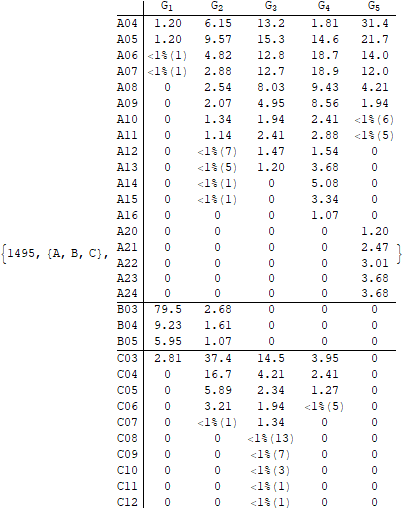 G1 G2 G3 G4 G5
A04 1.20 6.15 13.2 1.81 31.4
A05 1.20 9.57 15.3 14.6 21.7
A06 <1%(1) 4.82 12.8 18.7 14.0
A07 <1%(1) 2.88 12.7 18.9 12.0
A08 0 2.54 8.03 9.43 4.21
A09 0 2.07 4.95 8.56 1.94
A10 0 1.34 1.94 2.41 <1%(6)
A11 0 1.14 2.41 2.88 <1%(5)
A12 0 <1%(7) 1.47 1.54 0
A13 0 <1%(5) 1.20 3.68 0
A14 0 <1%(1) 0 5.08 0
A15 0 <1%(1) 0 3.34 0
A16 0 0 0 1.07 0
A20 0 0 0 0 1.20
{1495, {A, B, C}, A21 0 0 0 0 2.47 }
A22 0 0 0 0 3.01
A23 0 0 0 0 3.68
A24 0 0 0 0 3.68
B03 79.5 2.68 0 0 0
B04 9.23 1.61 0 0 0
B05 5.95 1.07 0 0 0
C03 2.81 37.4 14.5 3.95 0
C04 0 16.7 4.21 2.41 0
C05 0 5.89 2.34 1.27 0
C06 0 3.21 1.94 <1%(5) 0
C07 0 <1%(1) 1.34 0 0
C08 0 0 <1%(13) 0 0
C09 0 0 <1%(7) 0 0
C10 0 0 <1%(3) 0 0
C11 0 0 <1%(1) 0 0
C12 0 0 <1%(1) 0 0